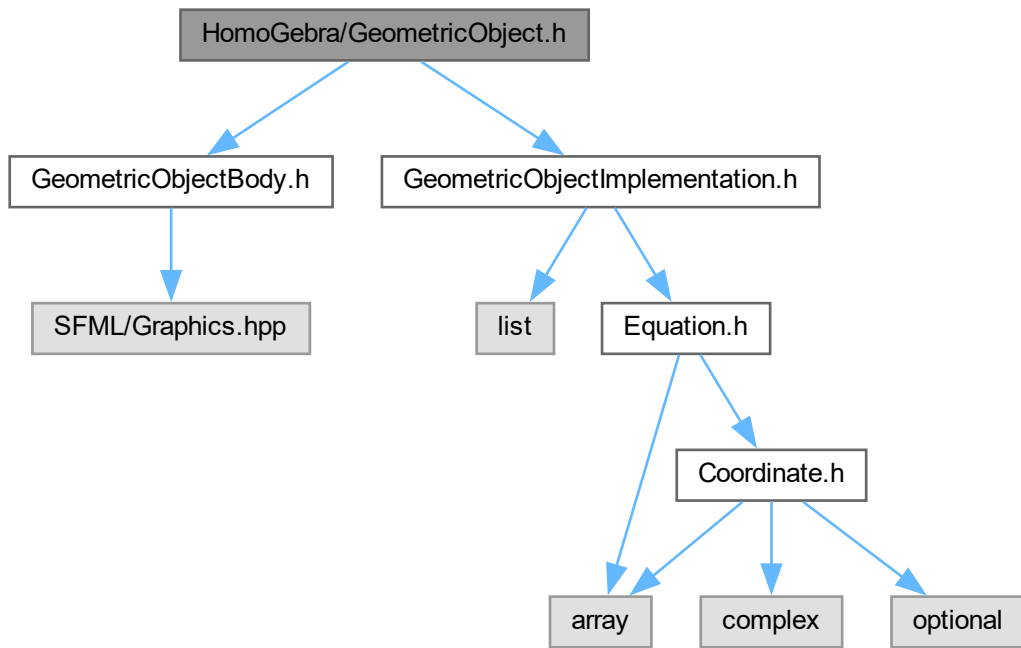 HomoGebra/GeometricObject.h
GeometricObjectBody.h
GeometricObjectImplementation.h
SFML/Graphics.hpp
list
Equation.h
Coordinate.h
array
complex
optional